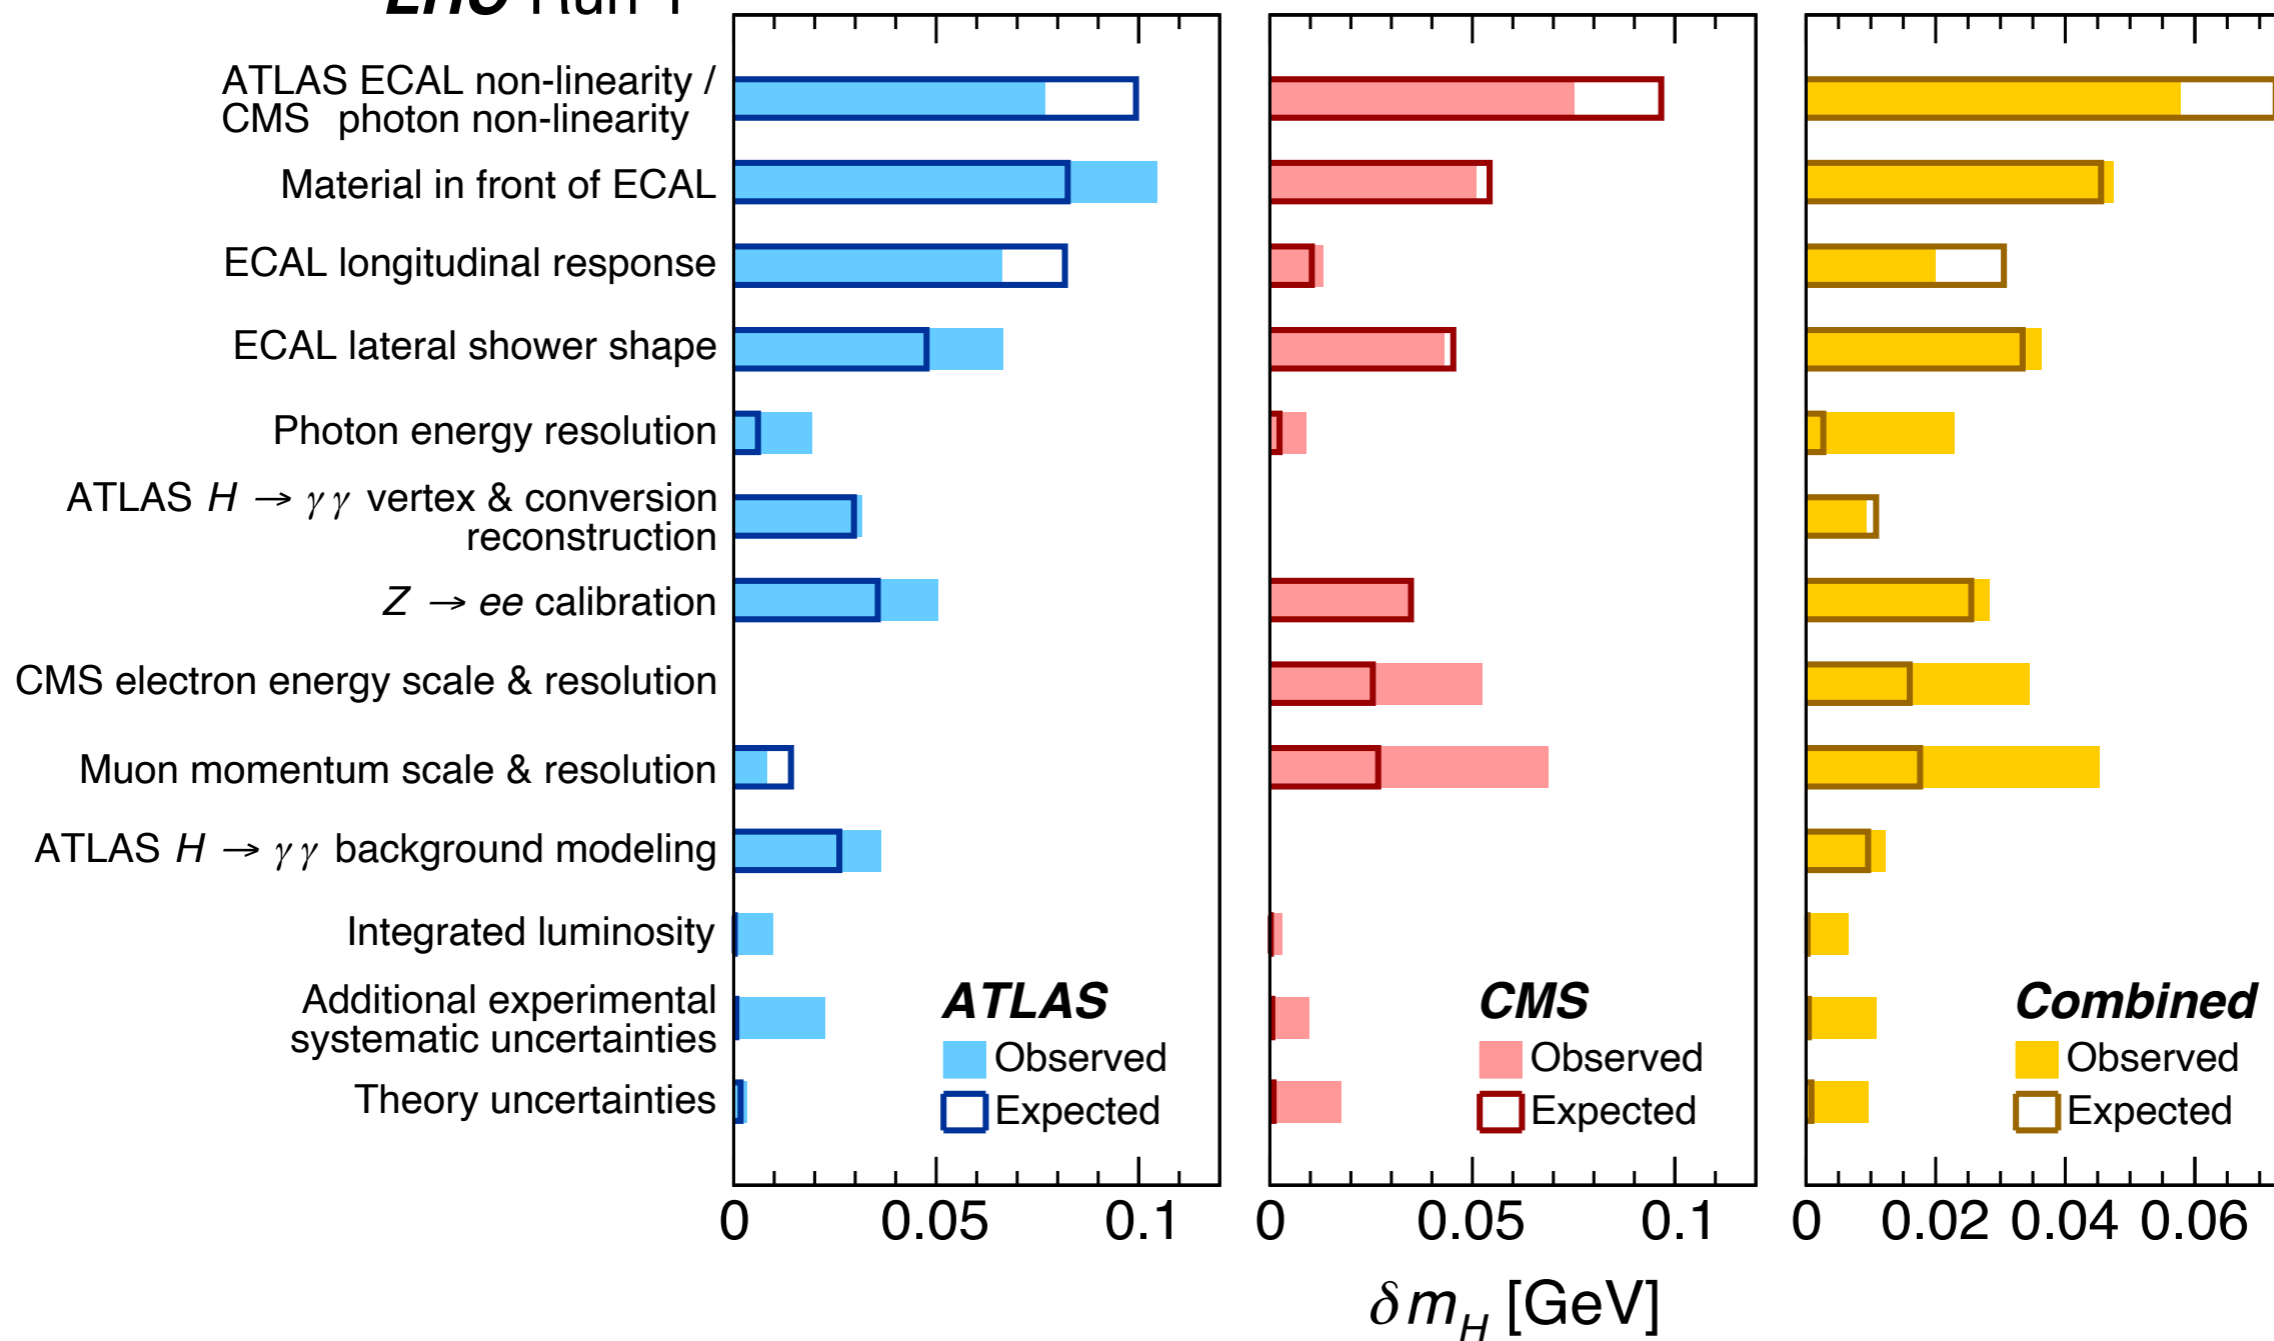 LHC Run 1
ATLAS ECAL non-linearity /
CMS photon non-linearity
Material in front of ECAL
ECAL longitudinal response
ECAL lateral shower shape
Photon energy resolution
ATLAS H → γγ vertex & conversion
reconstruction
Z → ee calibration
CMS electron energy scale & resolution
Muon momentum scale & resolution
ATLAS H → γγ background modeling
Integrated luminosity
Additional experimental
systematic uncertainties
Theory uncertainties
ATLAS
Observed
Expected
CMS
Observed
Expected
Combined
Observed
Expected
0 0.05 0.1
0 0.05 0.1
0 0.02 0.04 0.06
δm_H [GeV]